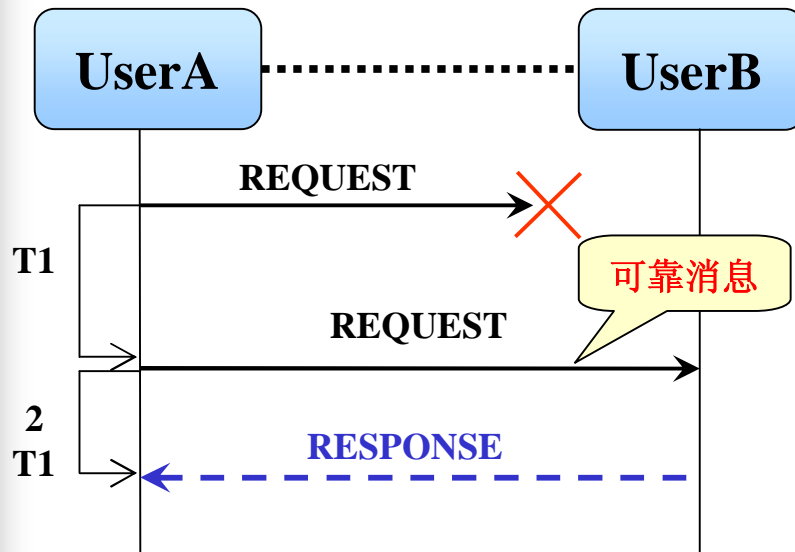 UserA
UserB
REQUEST
T1
可靠消息
REQUEST
2
T1
RESPONSE